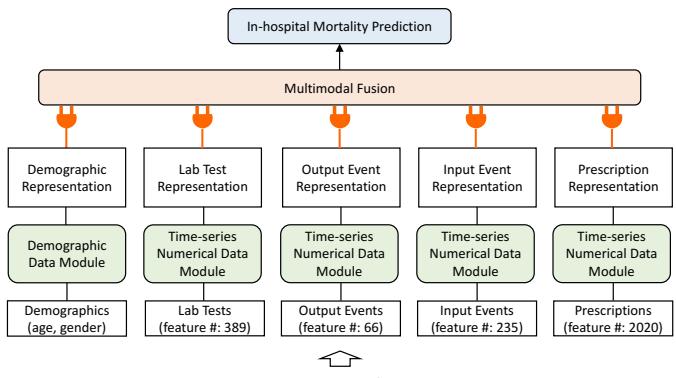 In-hospital Mortality Prediction
Multimodal Fusion
Demographic
Representation
Lab Test
Representation
Output Event
Representation
Input Event
Representation
Prescription
Representation
Demographic
Data Module
Time-series
Numerical Data
Module
Time-series
Numerical Data
Module
Time-series
Numerical Data
Module
Time-series
Numerical Data
Module
Demographics
(age, gender)
Lab Tests
(feature #: 389)
Output Events
(feature #: 66)
Input Events
(feature #: 235)
Prescriptions
(feature #: 2020)